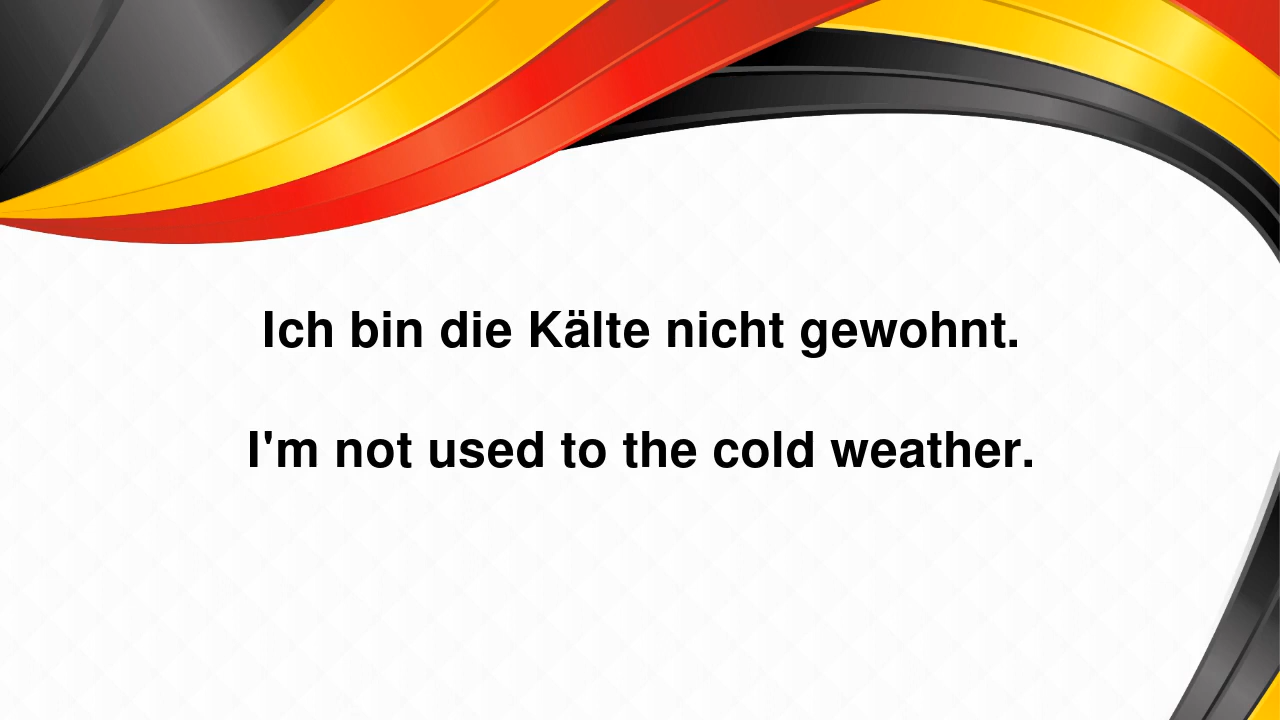 Ich bin die Kälte nicht gewohnt.
I'm not used to the cold weather.